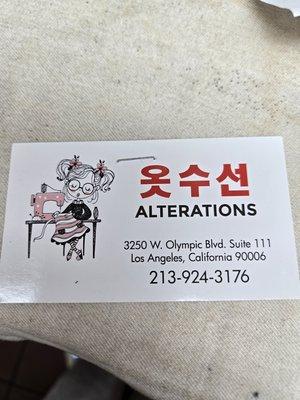 옷수선
ALTERATIONS
3250 W. Olympic Blvd. Suite 111
Los Angeles, California 90006
213-924-3176